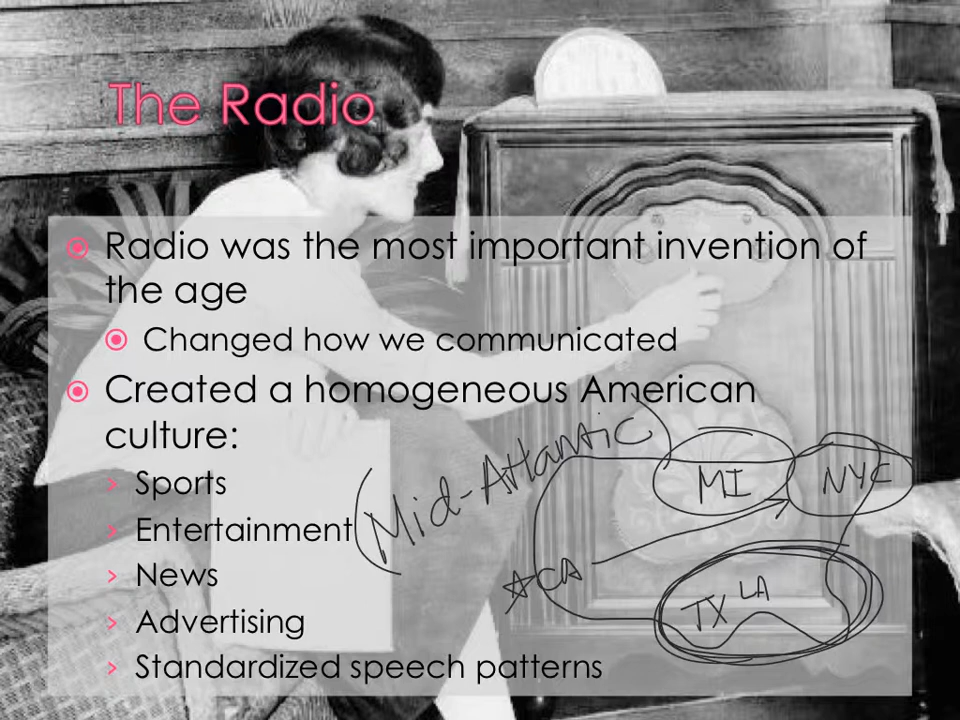 The Radio
Radio was the most important invention of
the age
Changed how we communicated
Created a homogeneous American
culture:
Sports
Entertainment
News
Advertising
Standardized speech patterns
(Mid-Atlantic)
MI
NYC
CA
TX LA